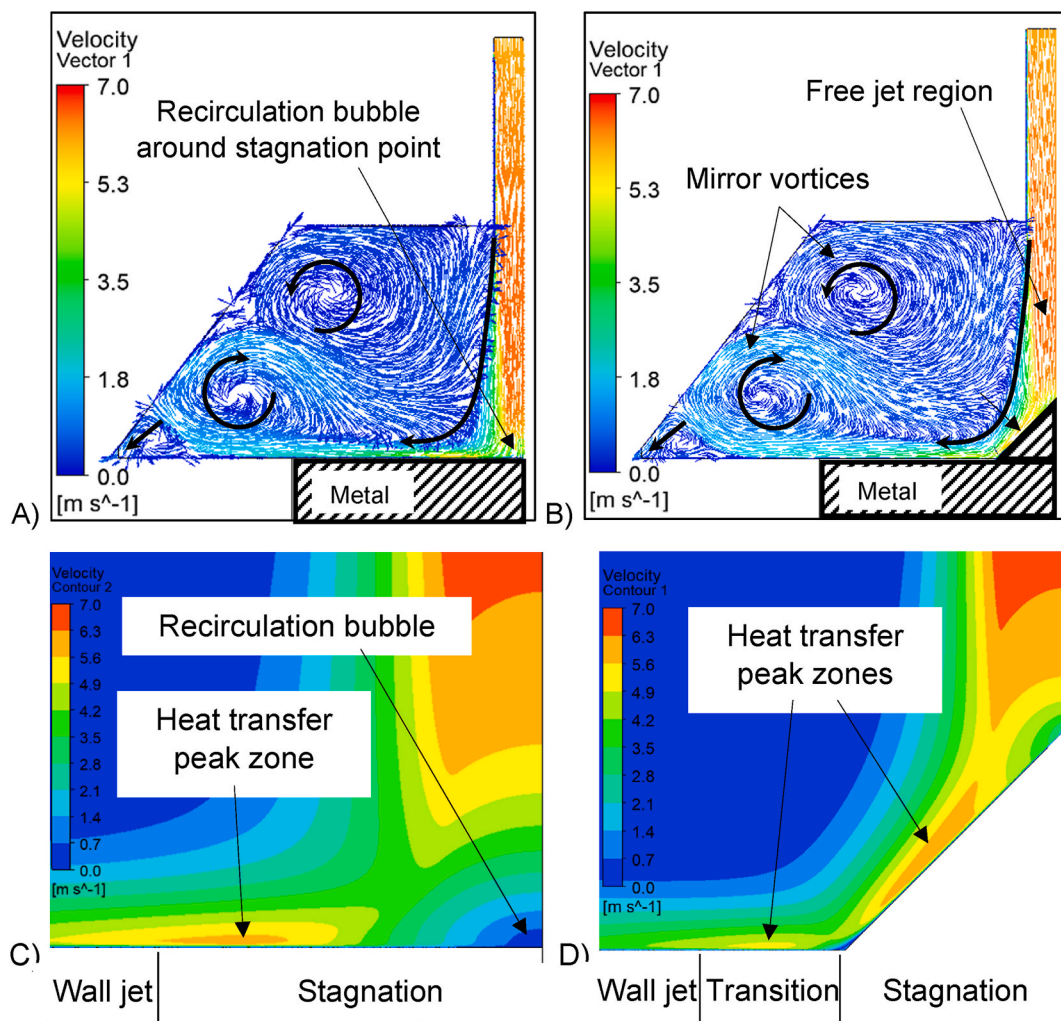 Velocity
Vector 1
7.0
5.3
3.5
1.8
0.0
[m s^-1]
Recirculation bubble
around stagnation point
Metal
A)
Velocity
Vector 1
7.0
5.3
3.5
1.8
0.0
[m s^-1]
Free jet region
Mirror vortices
Metal
B)
Velocity
Contour 2
7.0
6.3
5.6
4.9
4.2
3.5
2.8
2.1
1.4
0.7
0.0
[m s^-1]
Recirculation bubble
Heat transfer
peak zone
C)
Wall jet
Stagnation
Velocity
Contour 1
7.0
6.3
5.6
4.9
4.2
3.5
2.8
2.1
1.4
0.7
0.0
[m s^-1]
Heat transfer
peak zones
D)
Wall jet
Transition
Stagnation